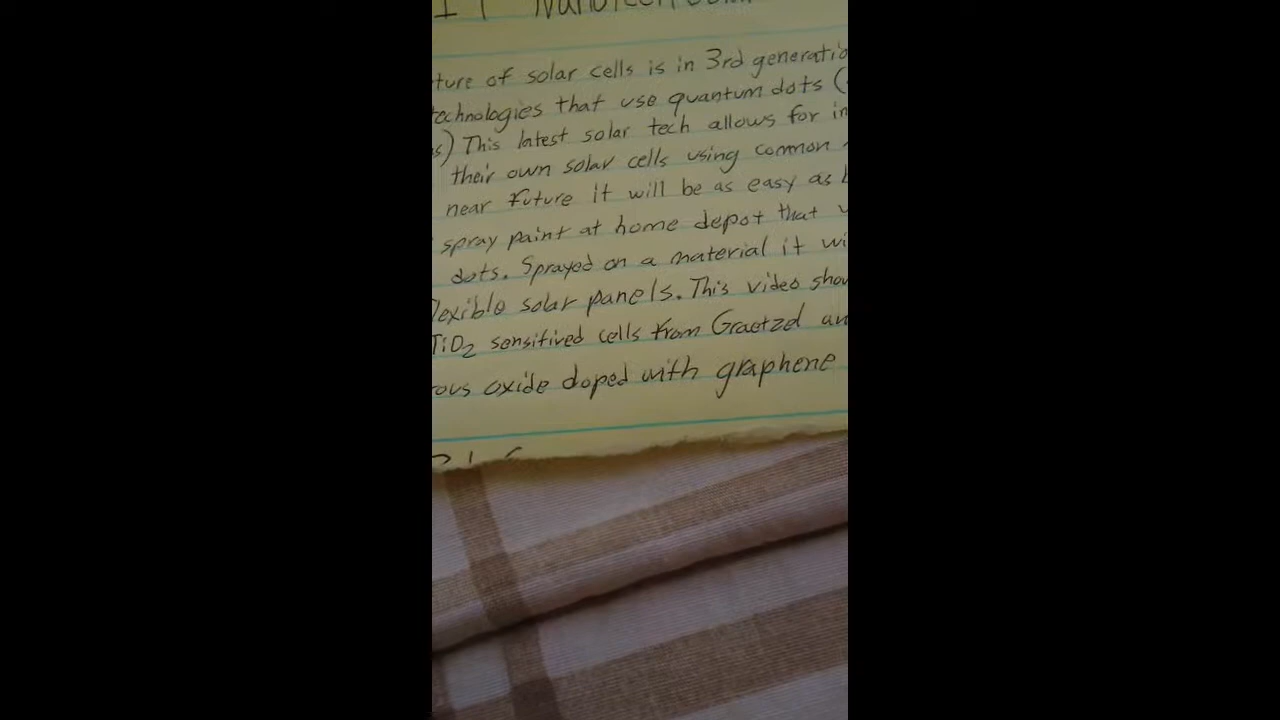 ture of solar cells is in 3rd generatio
technologies that use quantum dots (
s) This latest solar tech allows for in
their own solar cells using common
near future it will be as easy as b
spray paint at home depot that w
dots. Sprayed on a material it wi
lexible solar panels. This video show
TiO2 sensitived cells from Graetzel an
ous oxide doped with graphene